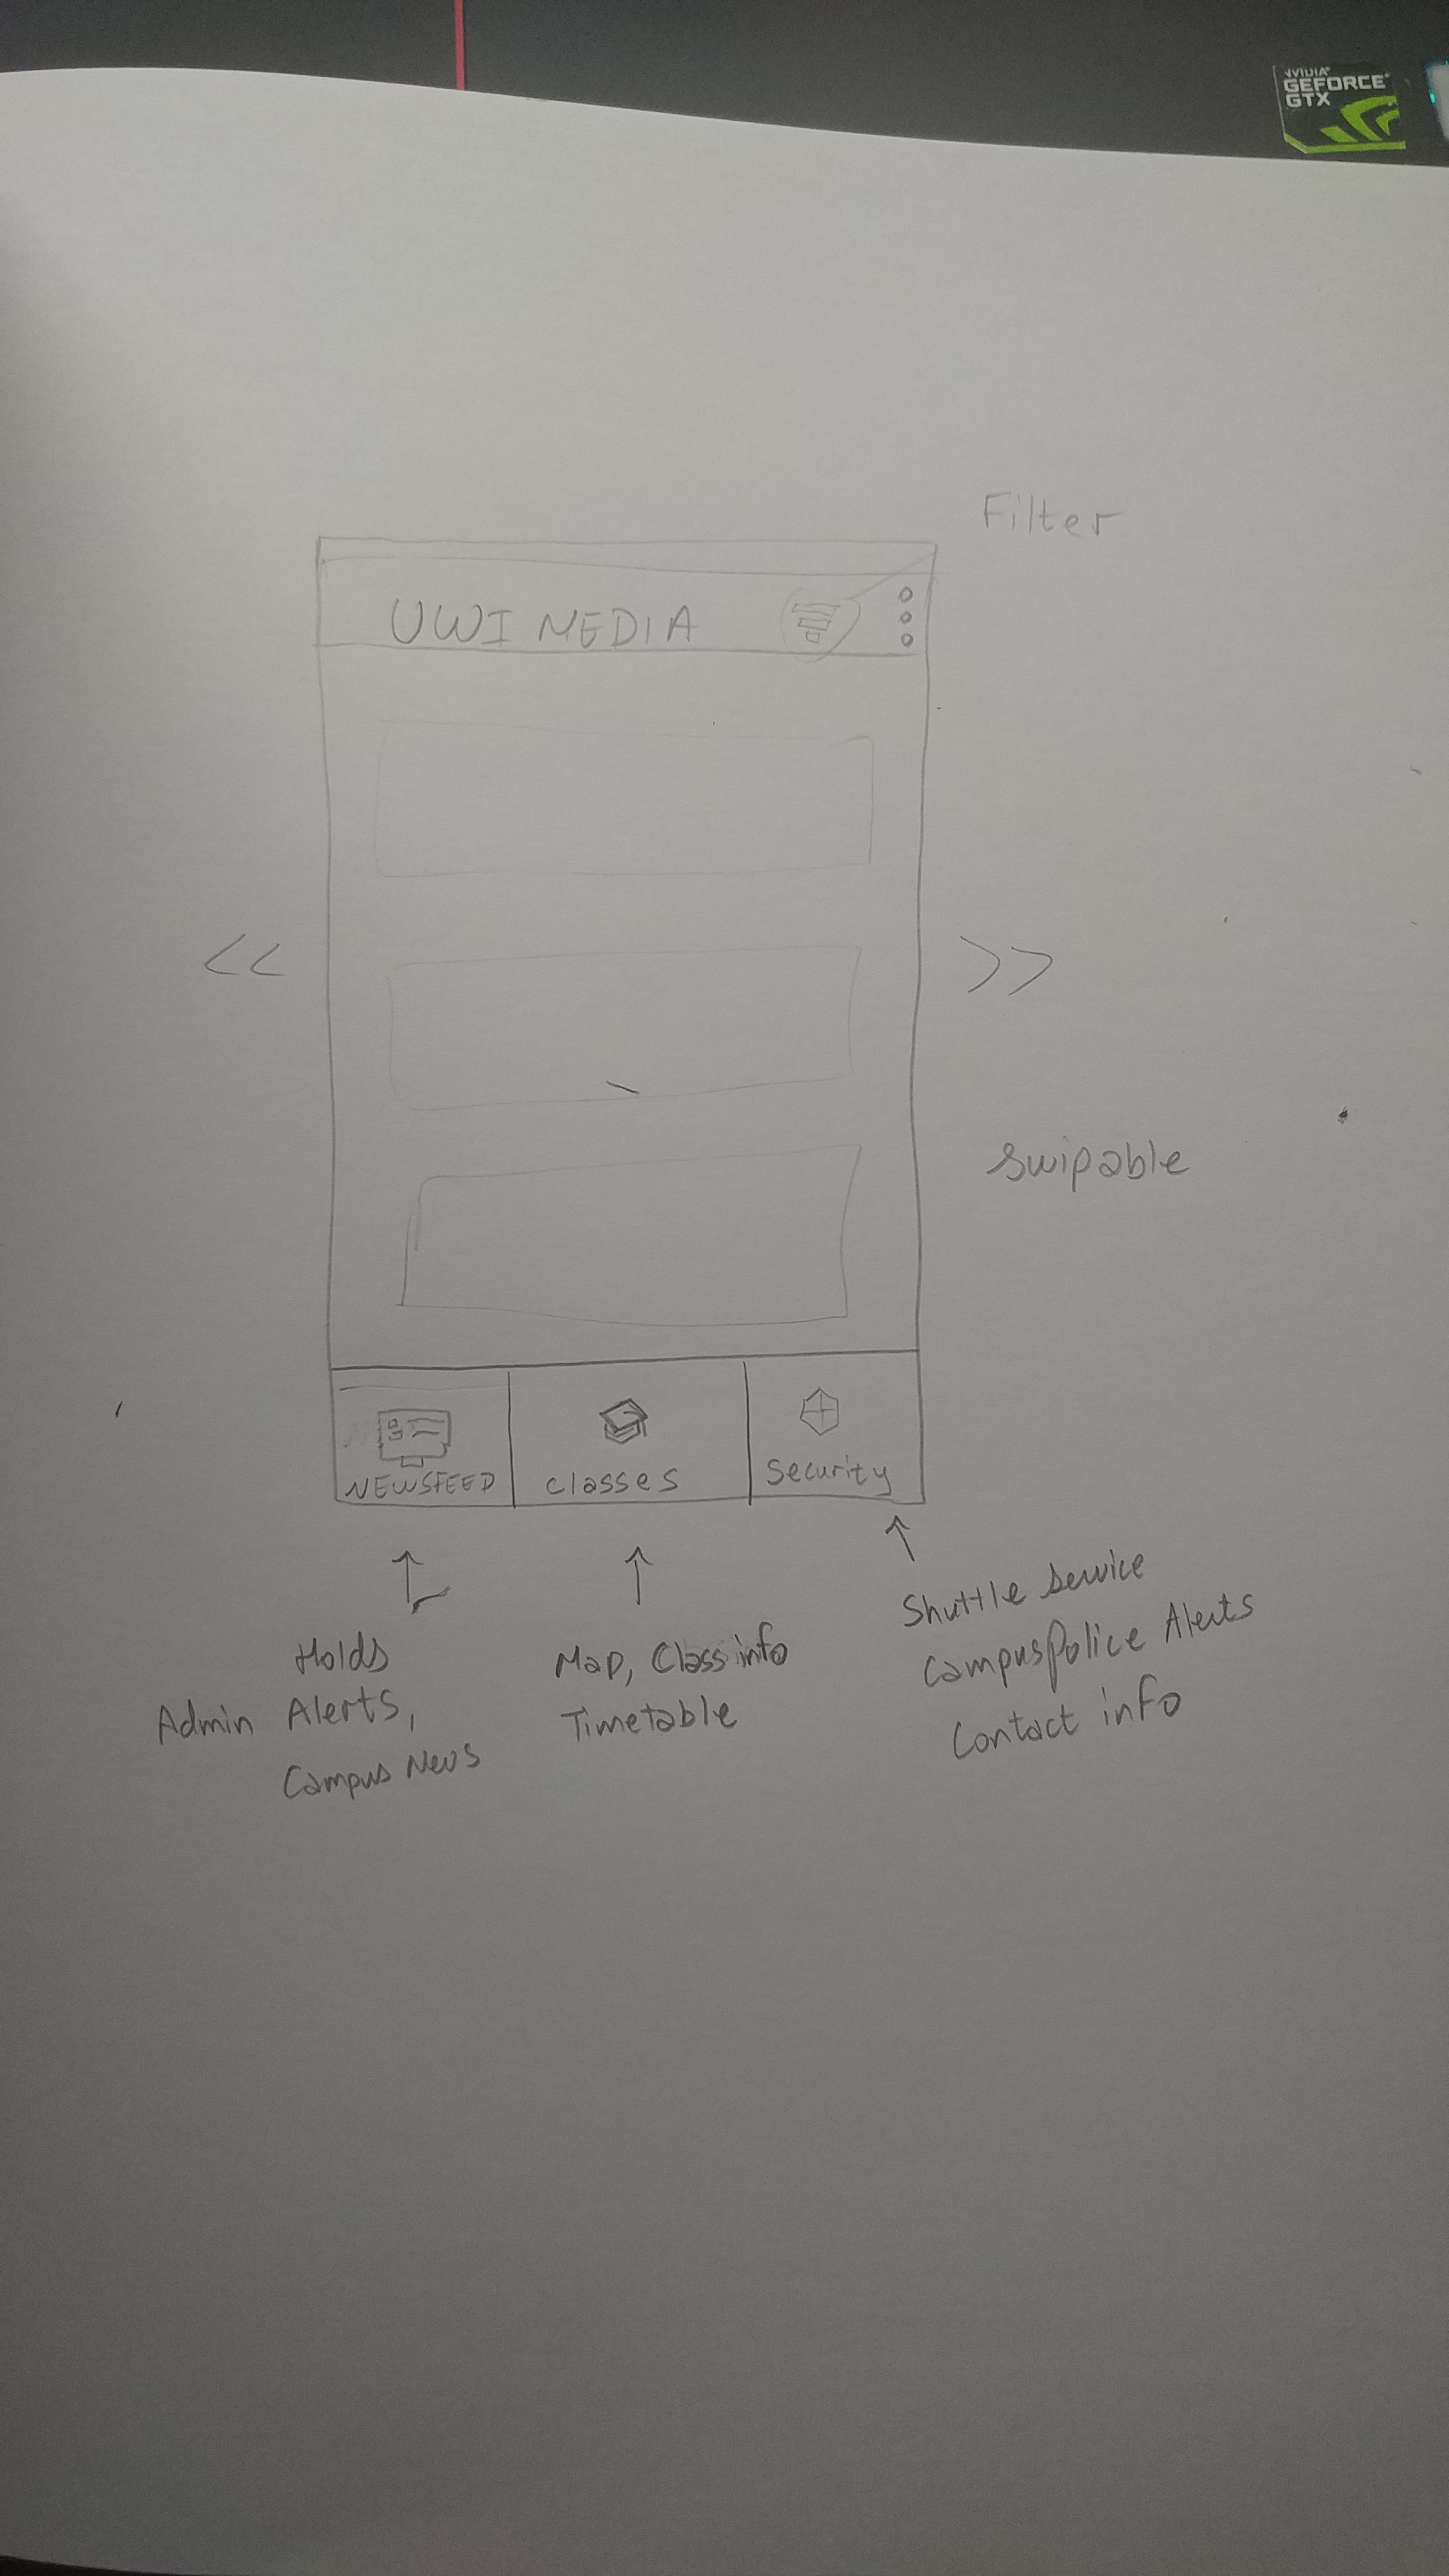 NVIDIA
GEFORCE
GTX
Filter
UWI MEDIA
<<
>>
swipable
NEWSFEED
classes
Security
Holds
Admin Alerts,
Campus News
Map, Class info
Timetable
Shuttle Service
Campus Police Alerts
Contact info